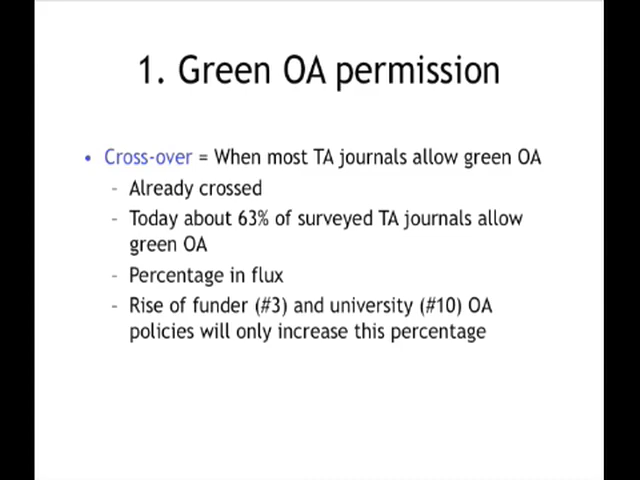 1. Green OA permission
• Cross-over = When most TA journals allow green OA
- Already crossed
- Today about 63% of surveyed TA journals allow
green OA
- Percentage in flux
- Rise of funder (#3) and university (#10) OA
policies will only increase this percentage